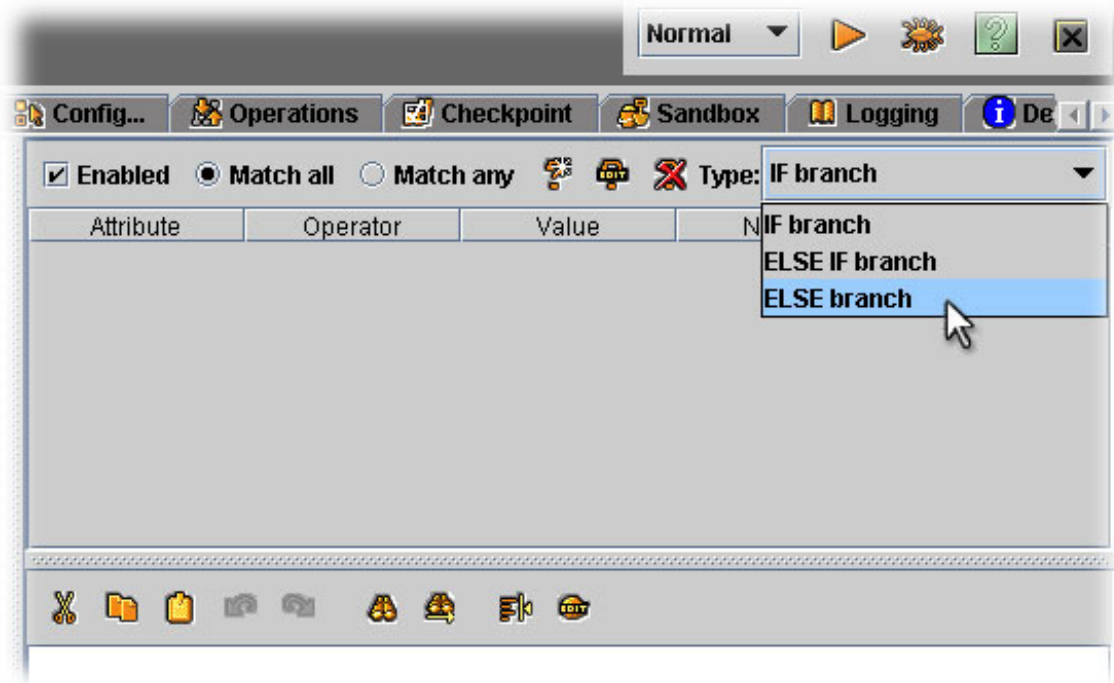 Normal
Config... Operations Checkpoint Sandbox Logging De
Enabled Match all Match any Type: IF branch
Attribute Operator Value N
IF branch
ELSE IF branch
ELSE branch